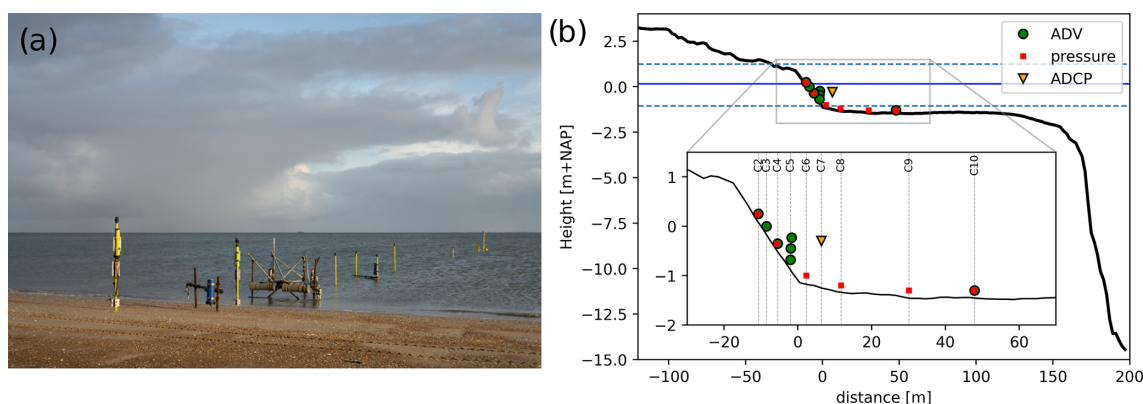 (a)
(b)
ADV
pressure
ADCP
Height [m+NAP]
2.5
0.0
−2.5
−5.0
−7.5
−10.0
−12.5
−15.0
C2 C3 C4 C5 C6 C7 C8 C9 C10
1
0
−1
−2
−20 0 20 40 60
−100 −50 0 50 100 150 200
distance [m]